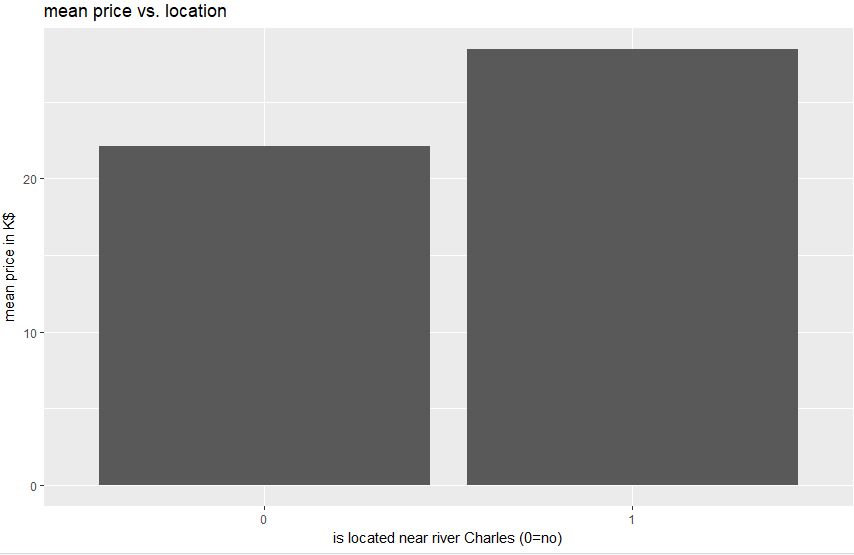 mean price vs. location
mean price in K$
20
10
0
0
1
is located near river Charles (0=no)